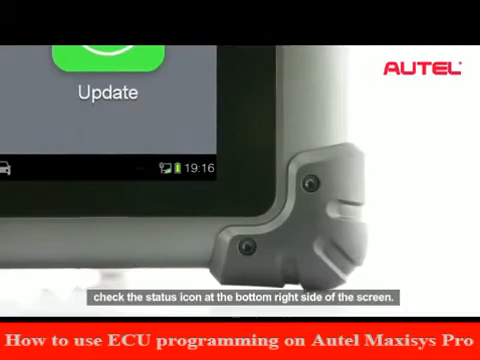 AUTEL
Update
19:16
check the status icon at the bottom right side of the screen.
How to use ECU programming on Autel Maxisys Pro